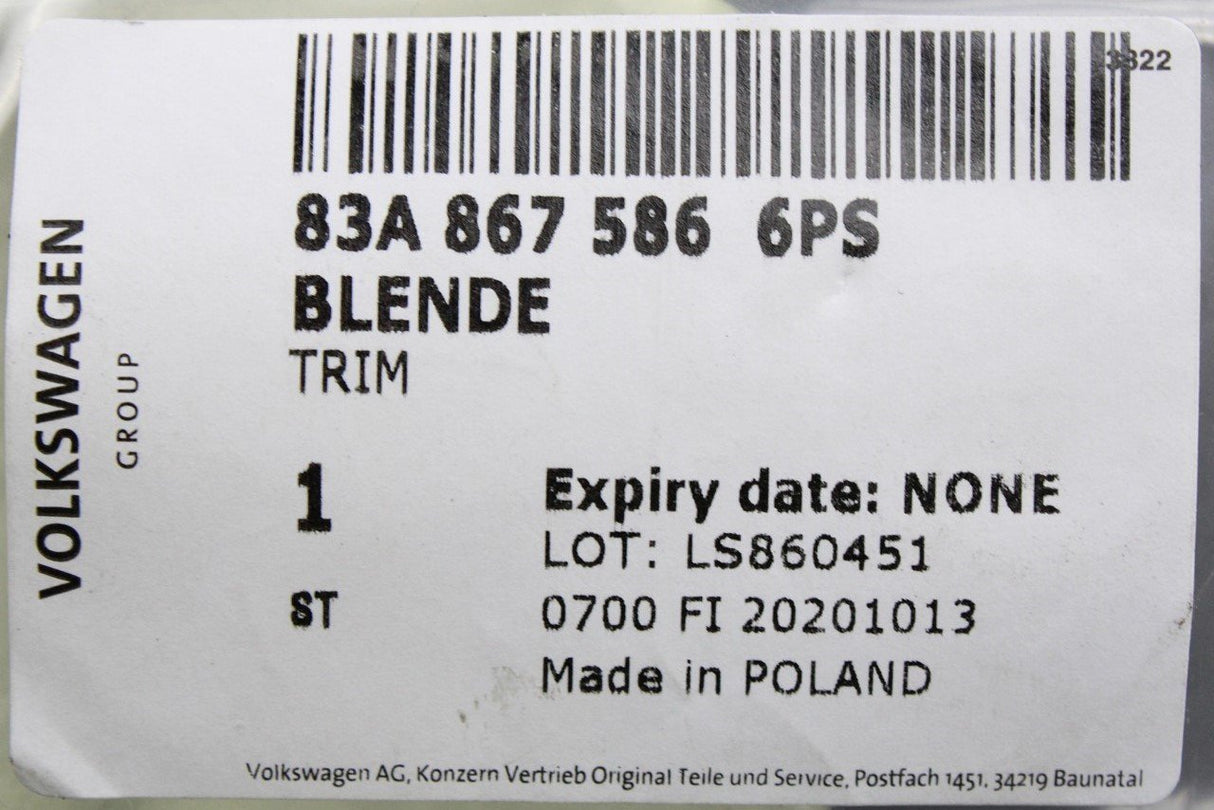 3322
83A 867 586 6PS
BLENDE
TRIM
1
Expiry date: NONE
LOT: LS860451
ST
0700 FI 20201013
Made in POLAND
VOLKSWAGEN
GROUP
Volkswagen AG, Konzern Vertrieb Original Teile und Service, Postfach 1451, 34219 Baunatal